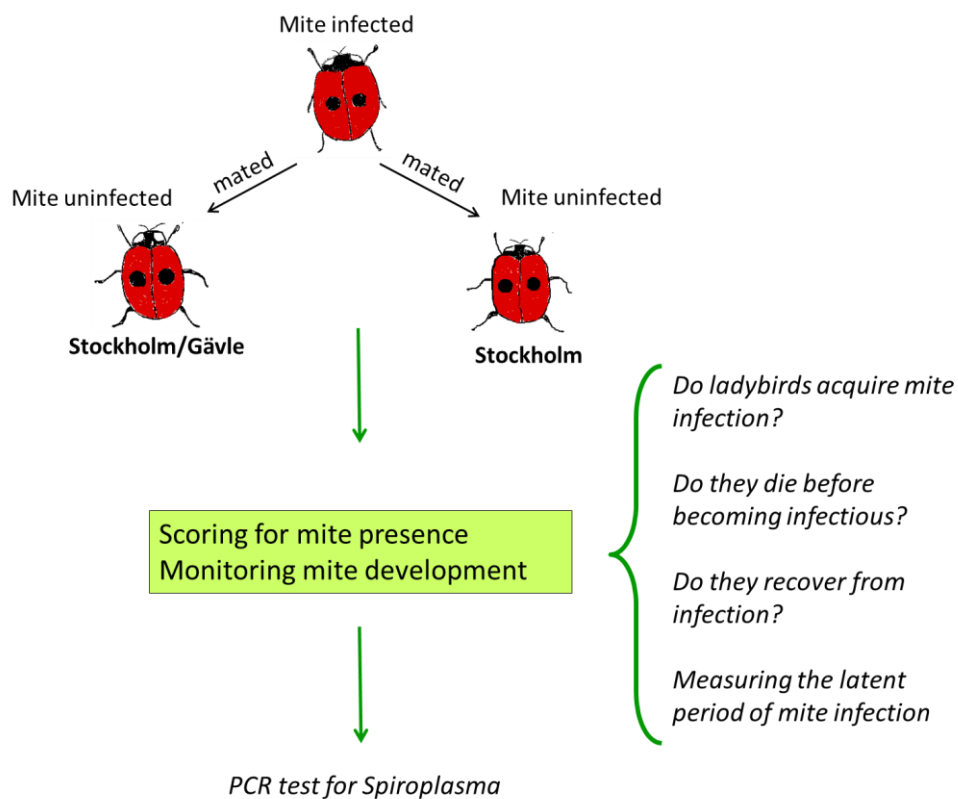 Mite infected
mated
mated
Mite uninfected
Mite uninfected
Stockholm/Gävle
Stockholm
Do ladybirds acquire mite
infection?
Do they die before
becoming infectious?
Scoring for mite presence
Monitoring mite development
Do they recover from
infection?
Measuring the latent
period of mite infection
PCR test for Spiroplasma